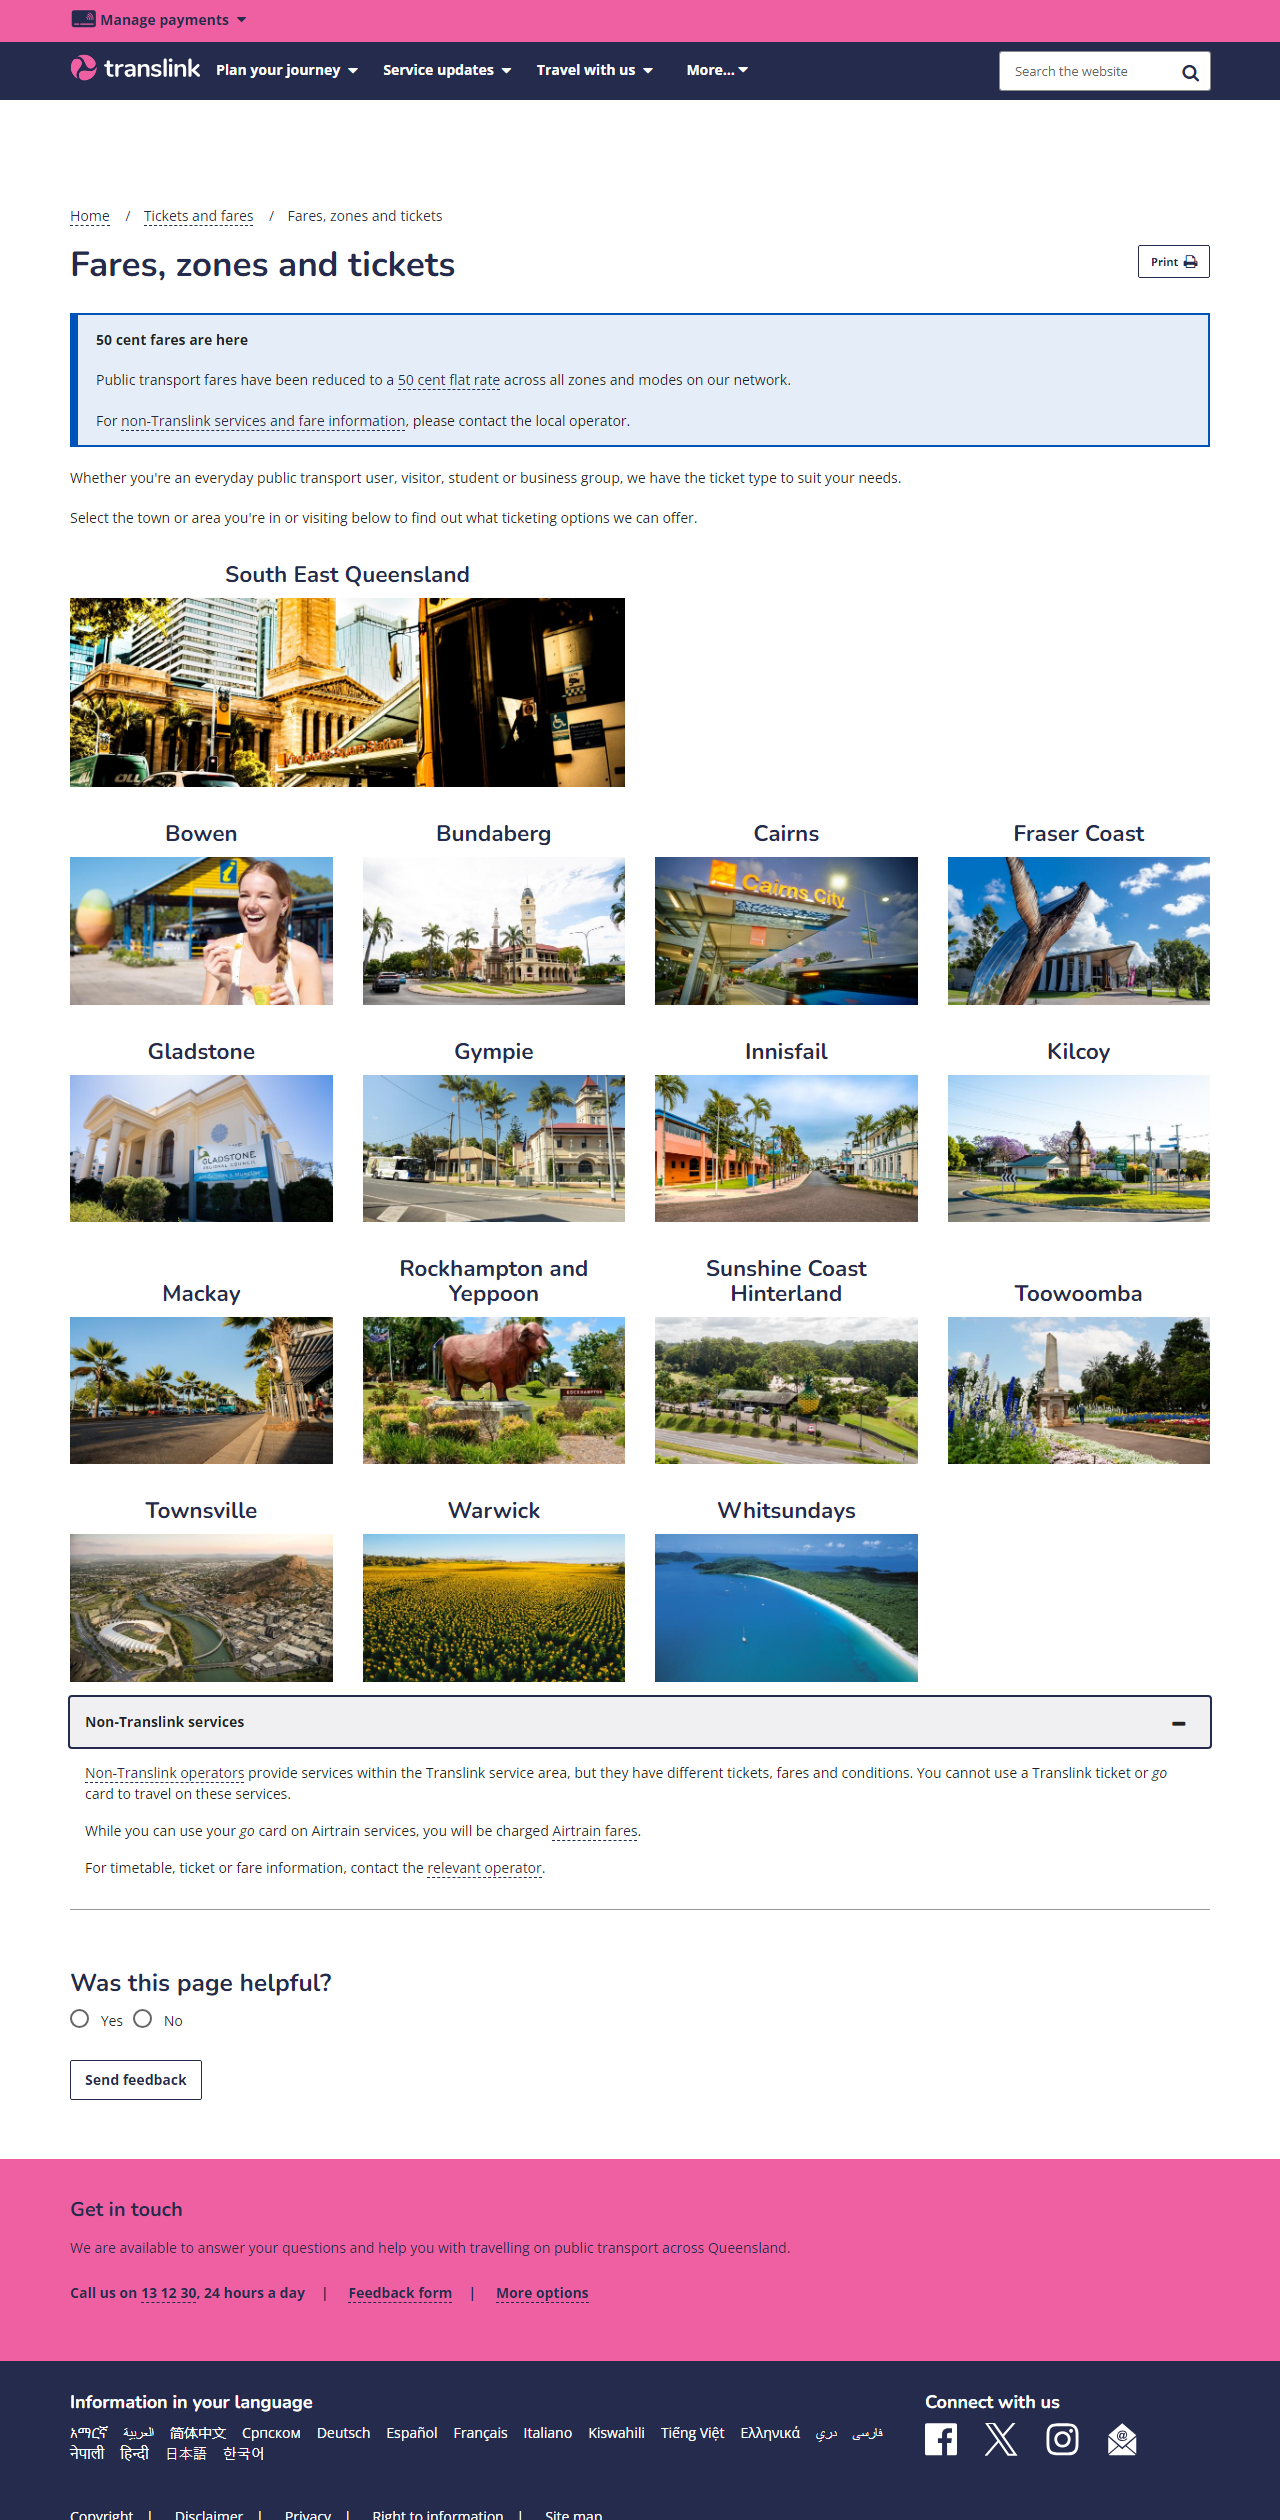 Manage payments
translink
Plan your journey
Service updates
Travel with us
More...
Search the website
Home / Tickets and fares / Fares, zones and tickets
Fares, zones and tickets
Print
50 cent fares are here
Public transport fares have been reduced to a 50 cent flat rate across all zones and modes on our network.
For non-Translink services and fare information, please contact the local operator.
Whether you're an everyday public transport user, visitor, student or business group, we have the ticket type to suit your needs.
Select the town or area you're in or visiting below to find out what ticketing options we can offer.
South East Queensland
King George Square Station
Bowen
Bundaberg
Cairns
Fraser Coast
i
Cairns City
Gladstone
Gympie
Innisfail
Kilcoy
GLADSTONE
REGIONAL COUNCIL
Mackay
Rockhampton and
Yeppoon
Sunshine Coast
Hinterland
Toowoomba
ROCKHAMPTON
Townsville
Warwick
Whitsundays
Non-Translink services
Non-Translink operators provide services within the Translink service area, but they have different tickets, fares and conditions. You cannot use a Translink ticket or go
card to travel on these services.
While you can use your go card on Airtrain services, you will be charged Airtrain fares.
For timetable, ticket or fare information, contact the relevant operator.
Was this page helpful?
Yes
No
Send feedback
Get in touch
We are available to answer your questions and help you with travelling on public transport across Queensland.
Call us on 13 12 30, 24 hours a day | Feedback form | More options
Information in your language
አማርኛ العربية 简体中文 Српском Deutsch Español Français Italiano Kiswahili Tiếng Việt Ελληνικά دري فارسی
नेपाली हिन्दी 日本語 한국어
Connect with us
Copyright | Disclaimer | Privacy | Right to information | Site map